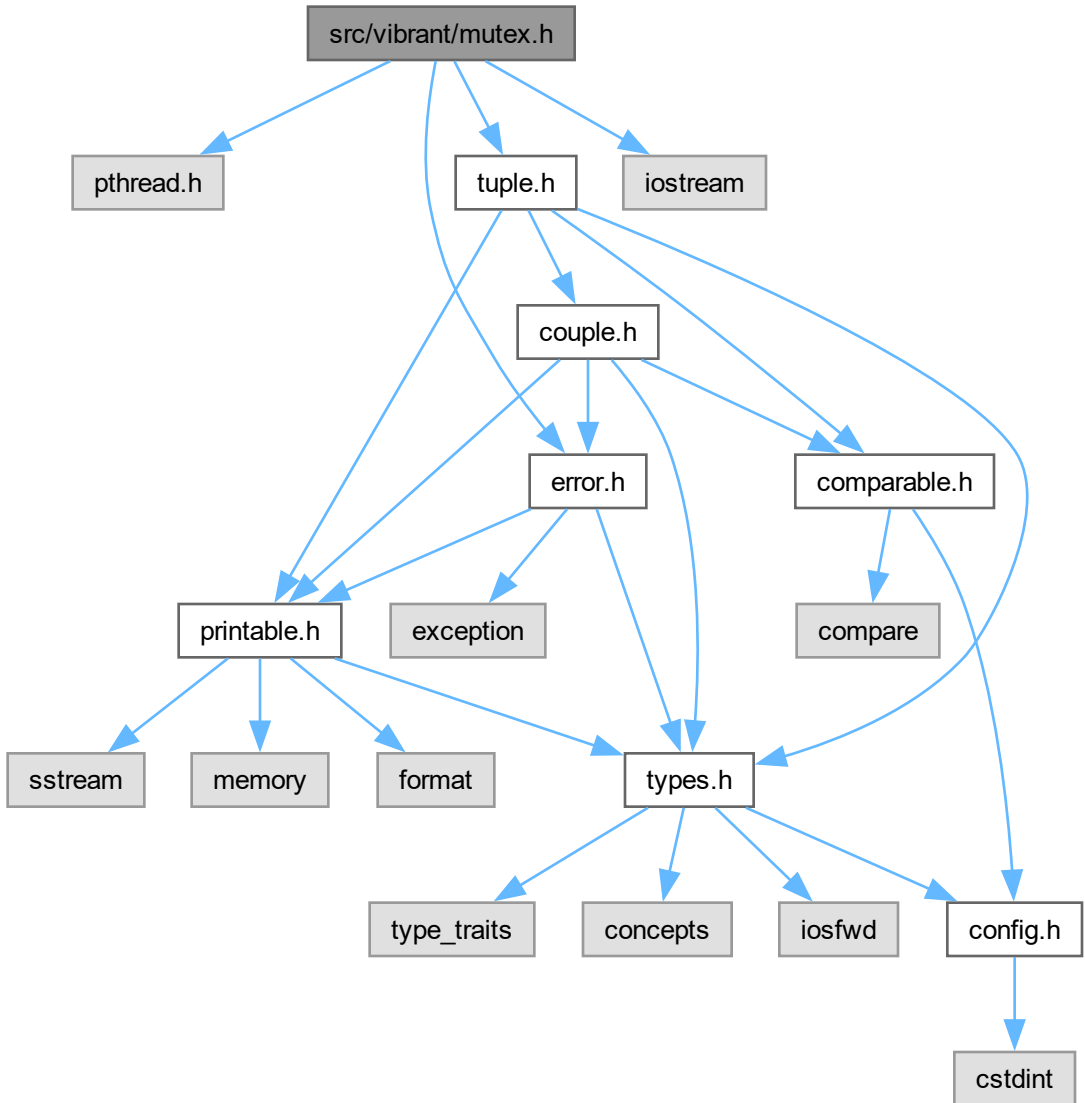 src/vibrant/mutex.h
pthread.h
tuple.h
iostream
couple.h
error.h
comparable.h
printable.h
exception
compare
sstream
memory
format
types.h
type_traits
concepts
iosfwd
config.h
cstdint